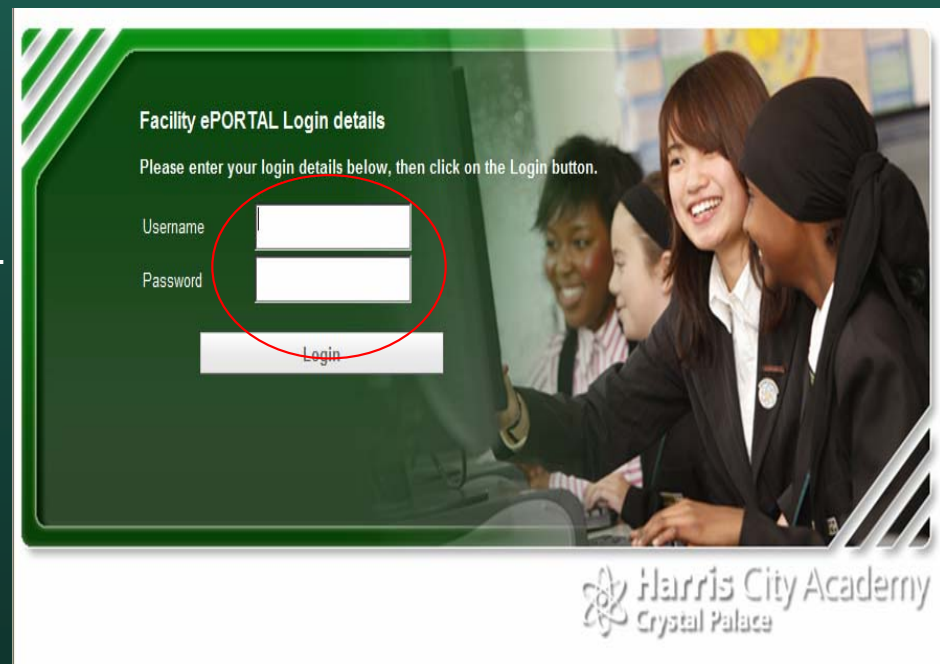 Facility ePORTAL Login details
Please enter your login details below, then click on the Login button.
Username
Password
Login
Harris City Academy
Crystal Palace